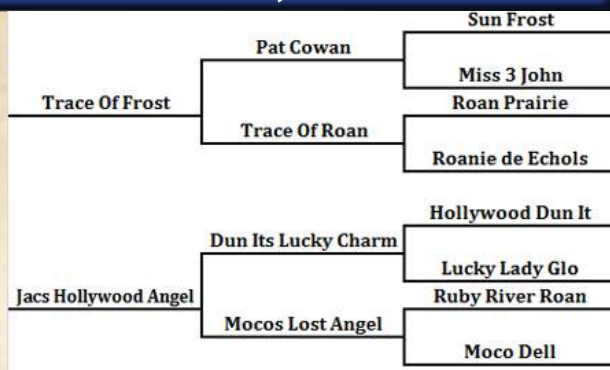 Sun Frost
Pat Cowan
Miss 3 John
Trace Of Frost
Roan Prairie
Trace Of Roan
Roanie de Echols
Hollywood Dun It
Dun Its Lucky Charm
Lucky Lady Glo
Jacs Hollywood Angel
Ruby River Roan
Mocos Lost Angel
Moco Dell